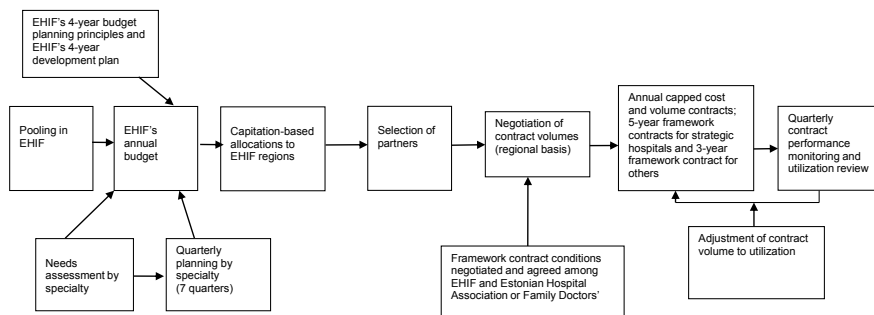 EHIF's 4-year budget
planning principles and
EHIF's 4-year
development plan
Pooling in
EHIF
EHIF's
annual
budget
Capitation-based
allocations to
EHIF regions
Selection of
partners
Negotiation of
contract volumes
(regional basis)
Annual capped cost
and volume contracts;
5-year framework
contracts for strategic
hospitals and 3-year
framework contract for
others
Quarterly
contract
performance
monitoring and
utilization review
Needs
assessment by
specialty
Quarterly
planning by
specialty
(7 quarters)
Framework contract conditions
negotiated and agreed among
EHIF and Estonian Hospital
Association or Family Doctors'
Adjustment of contract
volume to utilization